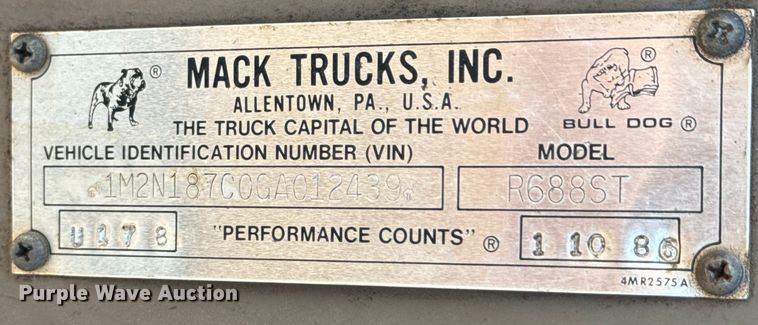 MACK TRUCKS, INC.
ALLENTOWN, PA., U.S.A.
THE TRUCK CAPITAL OF THE WORLD
BULL DOG ®
VEHICLE IDENTIFICATION NUMBER (VIN) MODEL
1M2N187C0GA012439 R688ST
U178 "PERFORMANCE COUNTS" ® 1 10 86
4MR2575A
Purple Wave Auction